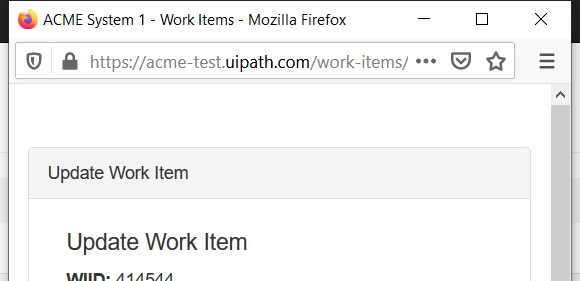 ACME System 1 - Work Items - Mozilla Firefox
https://acme-test.uipath.com/work-items/
Update Work Item
Update Work Item
WIID: 414544